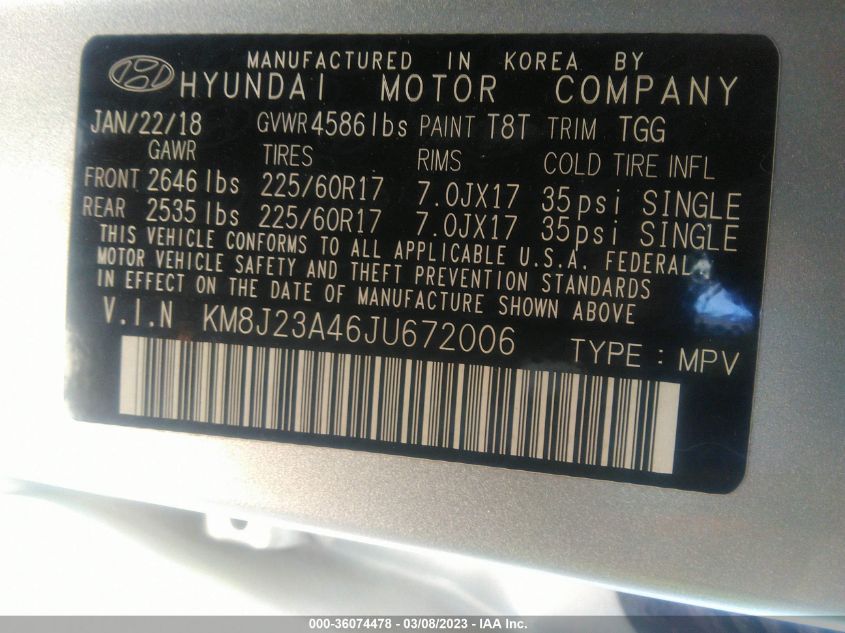 MANUFACTURED IN KOREA BY
HYUNDAI MOTOR COMPANY
JAN/22/18 GVWR 4586 lbs PAINT T8T TRIM TGG
GAWR TIRES RIMS COLD TIRE INFL
FRONT 2646 lbs 225/60R17 7.0JX17 35psi SINGLE
REAR 2535 lbs 225/60R17 7.0JX17 35psi SINGLE
THIS VEHICLE CONFORMS TO ALL APPLICABLE U.S.A. FEDERAL
MOTOR VEHICLE SAFETY AND THEFT PREVENTION STANDARDS
IN EFFECT ON THE DATE OF MANUFACTURE SHOWN ABOVE
V.I.N KM8J23A46JU672006 TYPE : MPV
000-36074478 - 03/08/2023 - IAA Inc.